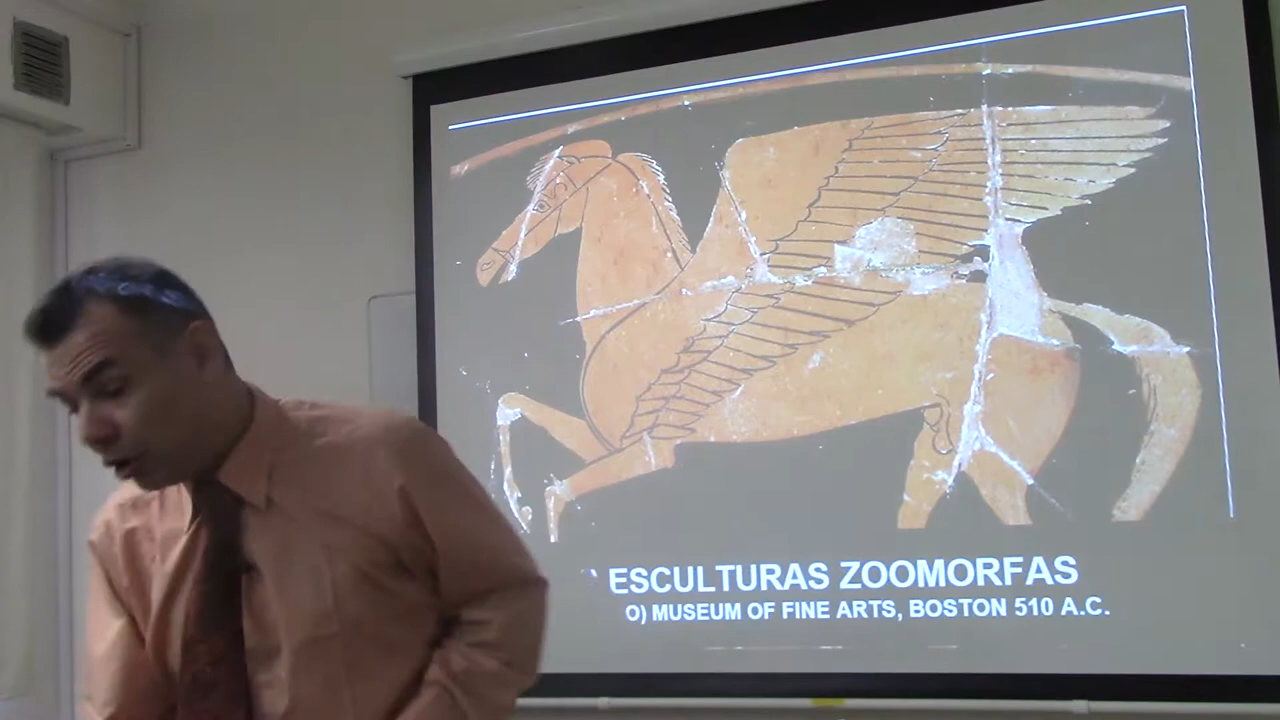 ESCULTURAS ZOOMORFAS
O) MUSEUM OF FINE ARTS, BOSTON 510 A.C.